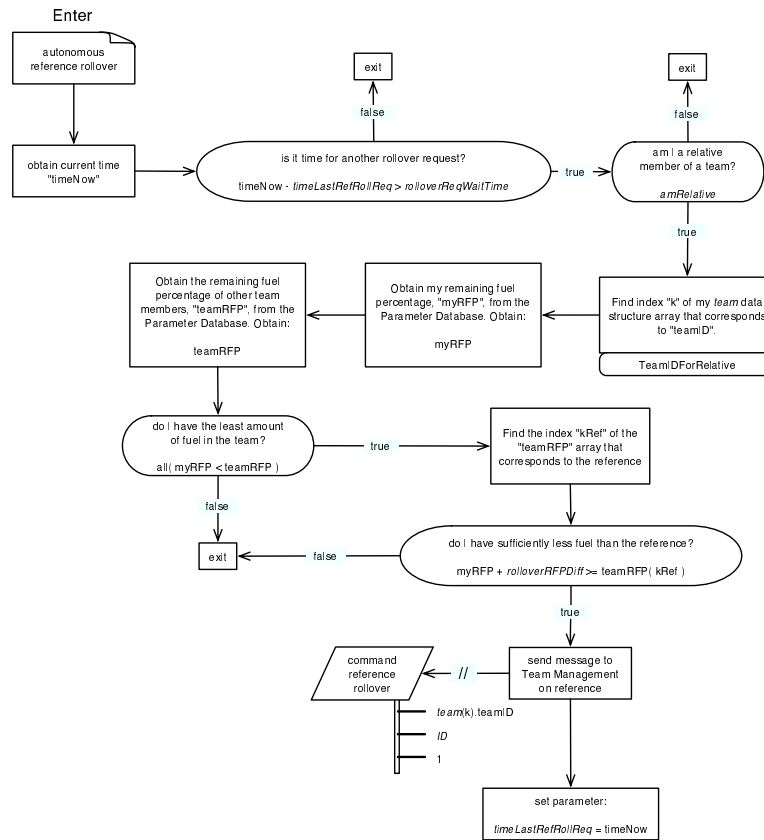 Enter
autonomous
reference rollover
exit
exit
false
false
obtain current time
"timeNow"
is it time for another rollover request?
timeNow - timeLastRefRollReq > rolloverReqWaitTime
true
am I a relative
member of a team?
amRelative
true
Find index "k" of my team data
structure array that corresponds
to "teamID".
TeamIDForRelative
Obtain my remaining fuel
percentage, "myRFP", from the
Parameter Database. Obtain:
myRFP
Obtain the remaining fuel
percentage of other team
members, "teamRFP", from the
Parameter Database. Obtain:
teamRFP
do I have the least amount
of fuel in the team?
all( myRFP < teamRFP )
true
Find the index "kRef" of the
"teamRFP" array that
corresponds to the reference
false
exit
false
do I have sufficiently less fuel than the reference?
myRFP + rolloverRFPDiff >= teamRFP( kRef )
true
send message to
Team Management
on reference
//
command
reference
rollover
team(k).teamID
ID
1
set parameter:
timeLastRefRollReq = timeNow